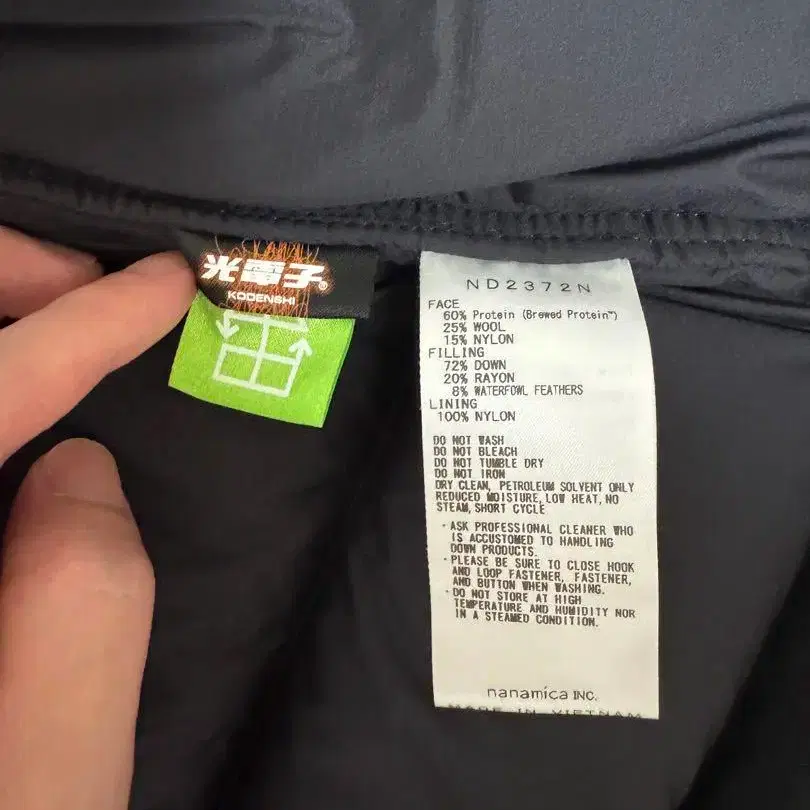 光電子®
KODENSHI
ND2372N
FACE
60% Protein (Brewed Protein™)
25% WOOL
15% NYLON
FILLING
72% DOWN
20% RAYON
8% WATERFOWL FEATHERS
LINING
100% NYLON
DO NOT WASH
DO NOT BLEACH
DO NOT TUMBLE DRY
DO NOT IRON
DRY CLEAN, PETROLEUM SOLVENT ONLY
REDUCED MOISTURE, LOW HEAT, NO
STEAM, SHORT CYCLE
・ASK PROFESSIONAL CLEANER WHO
IS ACCUSTOMED TO HANDLING
DOWN PRODUCTS.
・PLEASE BE SURE TO CLOSE HOOK
AND LOOP FASTENER, FASTENER,
AND BUTTON WHEN WASHING.
・DO NOT STORE AT HIGH
TEMPERATURE AND HUMIDITY NOR
IN A STEAMED CONDITION.
nanamica INC.
MADE IN VIETNAM